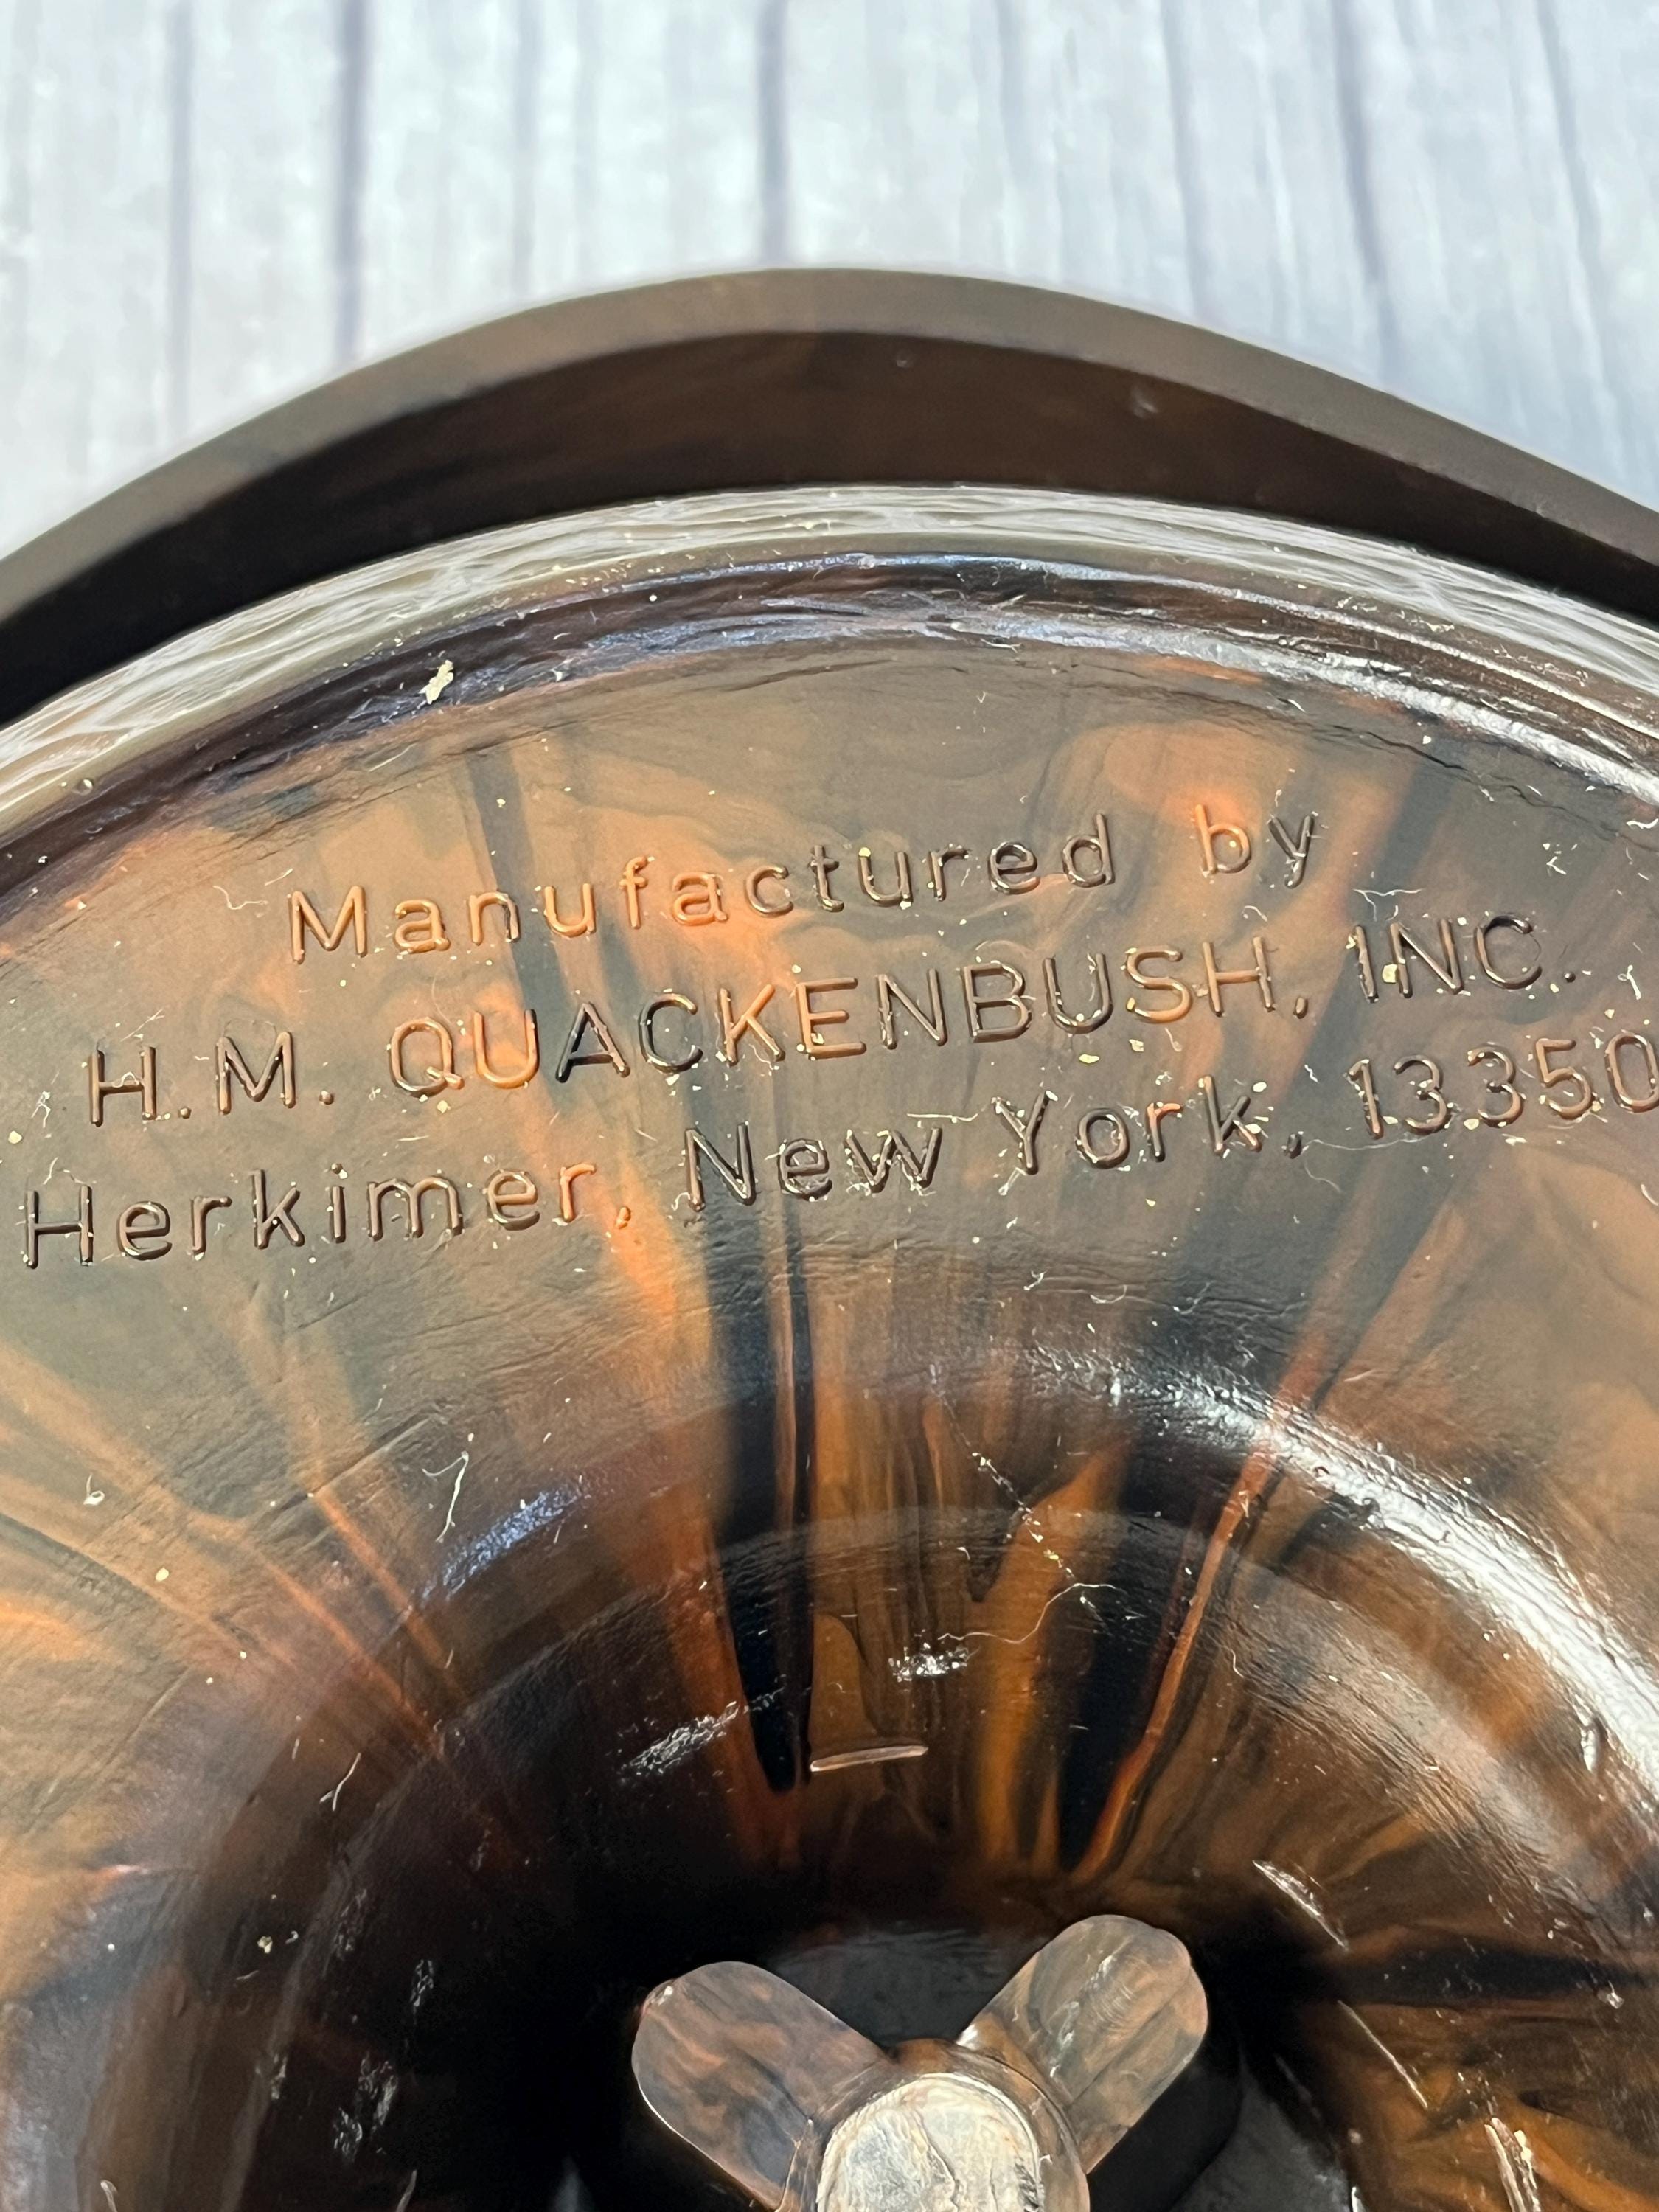 Manufactured by
H.M. QUACKENBUSH, INC.
Herkimer, New York, 13350